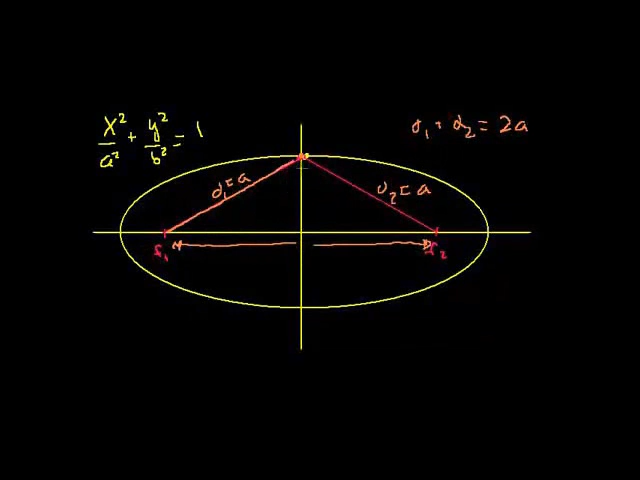 x²/a² + y²/b² = 1
d₁ + d₂ = 2a
d₁ = a
d₂ = a
f₁
f₂